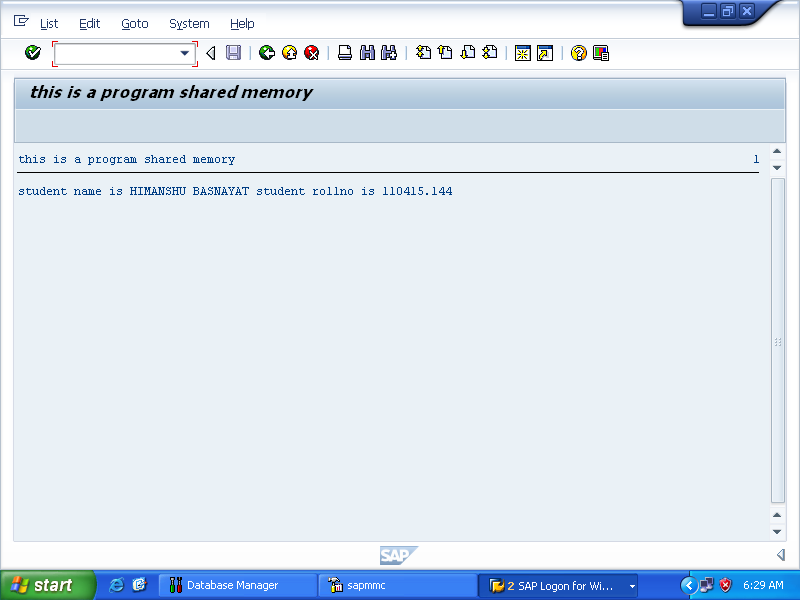 List Edit Goto System Help
this is a program shared memory
this is a program shared memory 1
student name is HIMANSHU BASNAYAT student rollno is 110415.144
SAP
start Database Manager sapmmc 2 SAP Logon for Wi... 6:29 AM